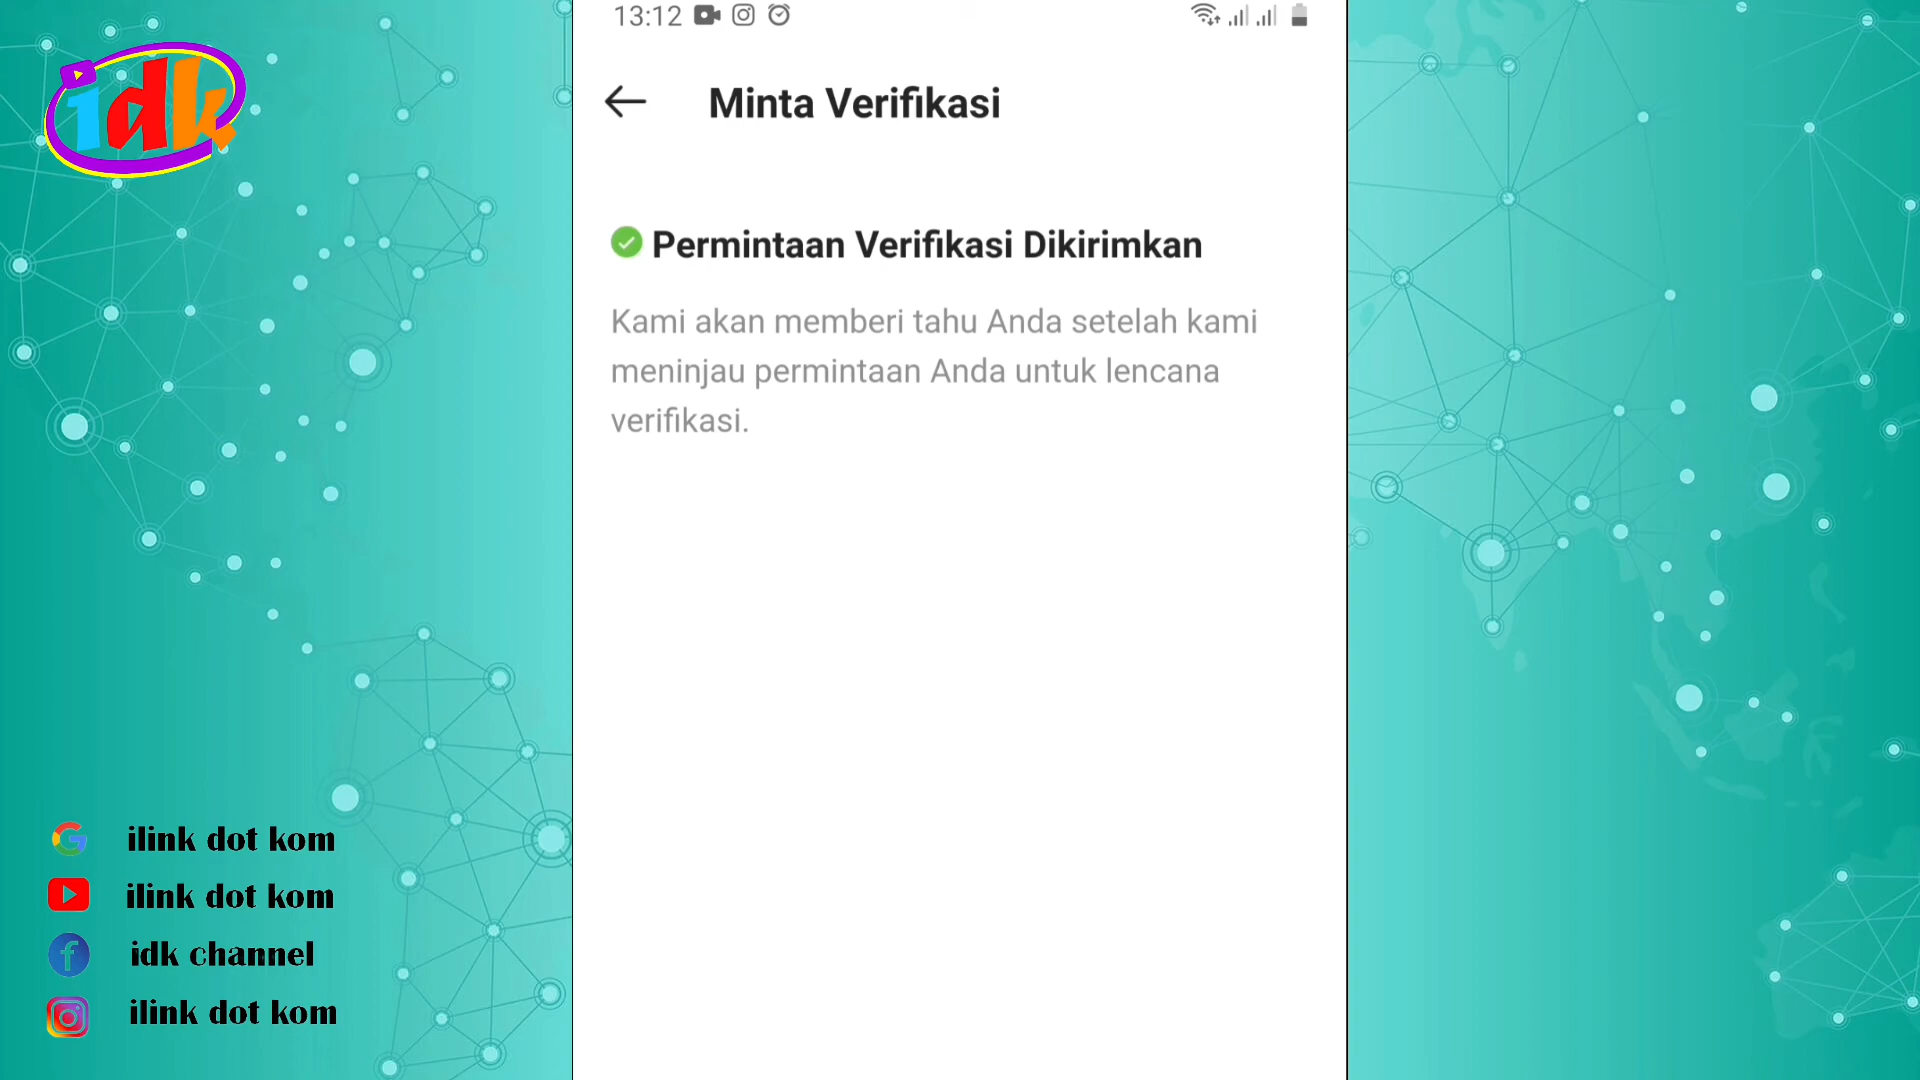 idk
13:12
Minta Verifikasi
Permintaan Verifikasi Dikirimkan
Kami akan memberi tahu Anda setelah kami
meninjau permintaan Anda untuk lencana
verifikasi.
ilink dot kom
ilink dot kom
idk channel
ilink dot kom